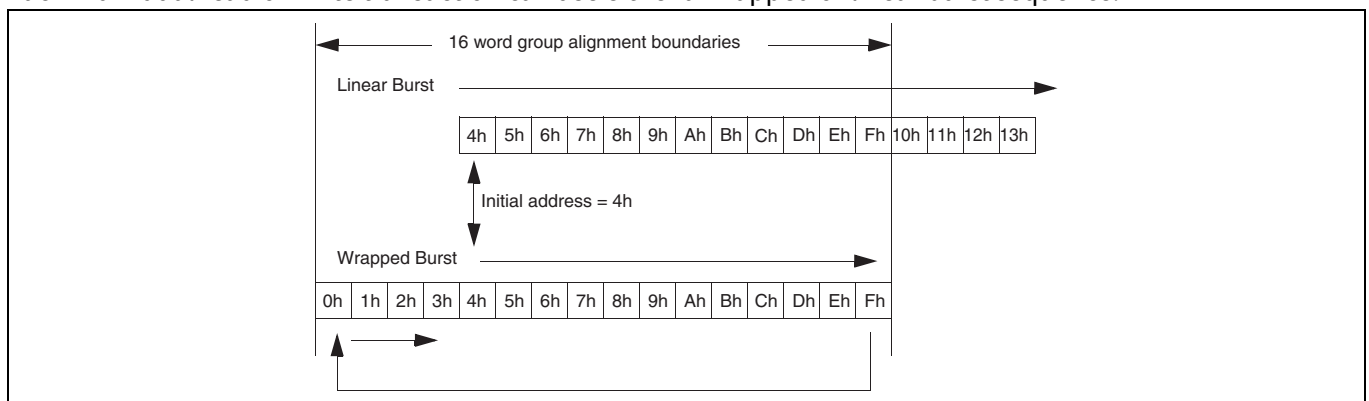 16 word group alignment boundaries
Linear Burst
4h 5h 6h 7h 8h 9h Ah Bh Ch Dh Eh Fh 10h 11h 12h 13h
Initial address = 4h
Wrapped Burst
0h 1h 2h 3h 4h 5h 6h 7h 8h 9h Ah Bh Ch Dh Eh Fh